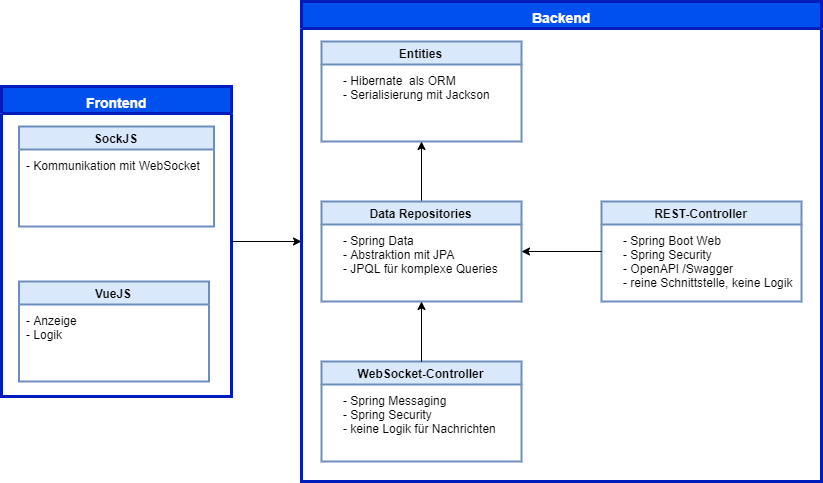 Frontend
SockJS
- Kommunikation mit WebSocket
VueJS
- Anzeige
- Logik
Backend
Entities
- Hibernate als ORM
- Serialisierung mit Jackson
Data Repositories
- Spring Data
- Abstraktion mit JPA
- JPQL für komplexe Queries
REST-Controller
- Spring Boot Web
- Spring Security
- OpenAPI /Swagger
- reine Schnittstelle, keine Logik
WebSocket-Controller
- Spring Messaging
- Spring Security
- keine Logik für Nachrichten